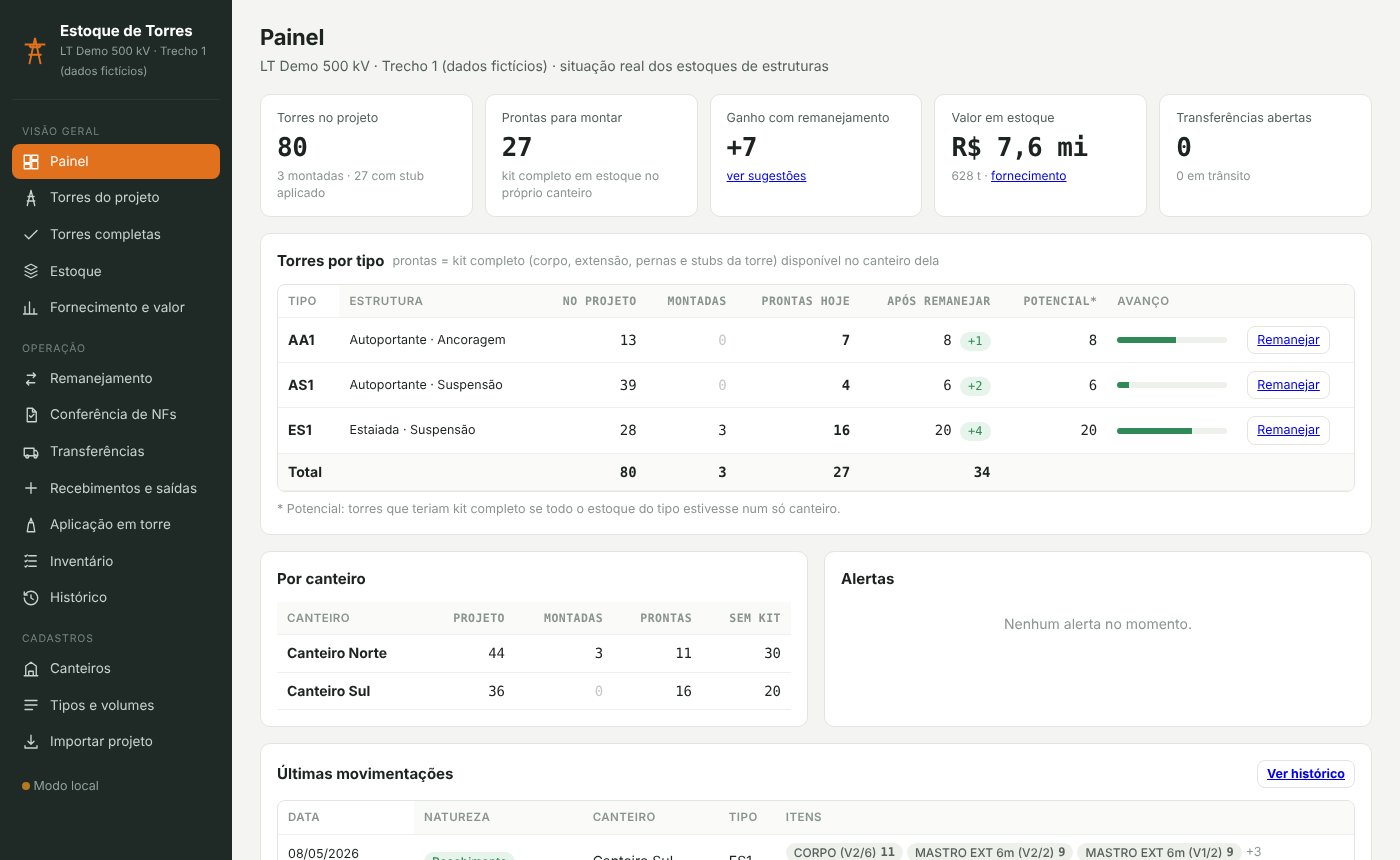 Estoque de Torres
LT Demo 500 kV · Trecho 1
(dados fictícios)
VISÃO GERAL
Painel
Torres do projeto
Torres completas
Estoque
Fornecimento e valor
OPERAÇÃO
Remanejamento
Conferência de NFs
Transferências
Recebimentos e saídas
Aplicação em torre
Inventário
Histórico
CADASTROS
Canteiros
Tipos e volumes
Importar projeto
Modo local
Painel
LT Demo 500 kV · Trecho 1 (dados fictícios) · situação real dos estoques de estruturas
Torres no projeto
80
3 montadas · 27 com stub
aplicado
Prontas para montar
27
kit completo em estoque no
próprio canteiro
Ganho com remanejamento
+7
ver sugestões
Valor em estoque
R$ 7,6 mi
628 t · fornecimento
Transferências abertas
0
0 em trânsito
Torres por tipo prontas = kit completo (corpo, extensão, pernas e stubs da torre) disponível no canteiro dela
TIPO ESTRUTURA NO PROJETO MONTADAS PRONTAS HOJE APÓS REMANEJAR POTENCIAL* AVANÇO
AA1 Autoportante · Ancoragem 13 0 7 8 +1 8 Remanejar
AS1 Autoportante · Suspensão 39 0 4 6 +2 6 Remanejar
ES1 Estaiada · Suspensão 28 3 16 20 +4 20 Remanejar
Total 80 3 27 34
* Potencial: torres que teriam kit completo se todo o estoque do tipo estivesse num só canteiro.
Por canteiro
CANTEIRO PROJETO MONTADAS PRONTAS SEM KIT
Canteiro Norte 44 3 11 30
Canteiro Sul 36 0 16 20
Alertas
Nenhum alerta no momento.
Últimas movimentações Ver histórico
DATA NATUREZA CANTEIRO TIPO ITENS
08/05/2026 Recebimento Canteiro Sul ES1 CORPO (V2/6) 11 MASTRO EXT 6m (V2/2) 9 MASTRO EXT 6m (V1/2) 9 +3